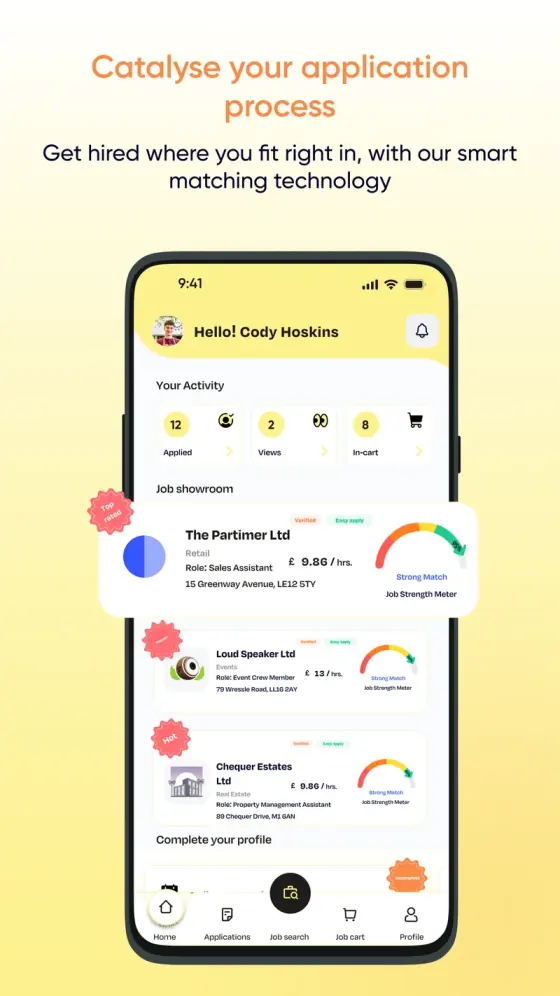 Catalyse your application
process
Get hired where you fit right in, with our smart
matching technology
9:41
Hello! Cody Hoskins
Your Activity
12
2
8
Applied
Views
In-cart
Job showroom
Top
rated
Verified
Easy apply
The Partimer Ltd
Retail
Role: Sales Assistant
£ 9.86 / hrs.
15 Greenway Avenue, LE12 5TY
Strong Match
Job Strength Meter
Verified
Easy apply
Loud Speaker Ltd
Events
Role: Event Crew Member
£ 13 / hrs.
79 Wressle Road, LL16 2AY
Strong Match
Job Strength Meter
Hot
Verified
Easy apply
Chequer Estates
Ltd
Real Estate
£ 9.86 / hrs.
Role: Property Management Assistant
89 Chequer Drive, M1 6AN
Strong Match
Job Strength Meter
Complete your profile
Home
Applications
Job search
Job cart
Profile